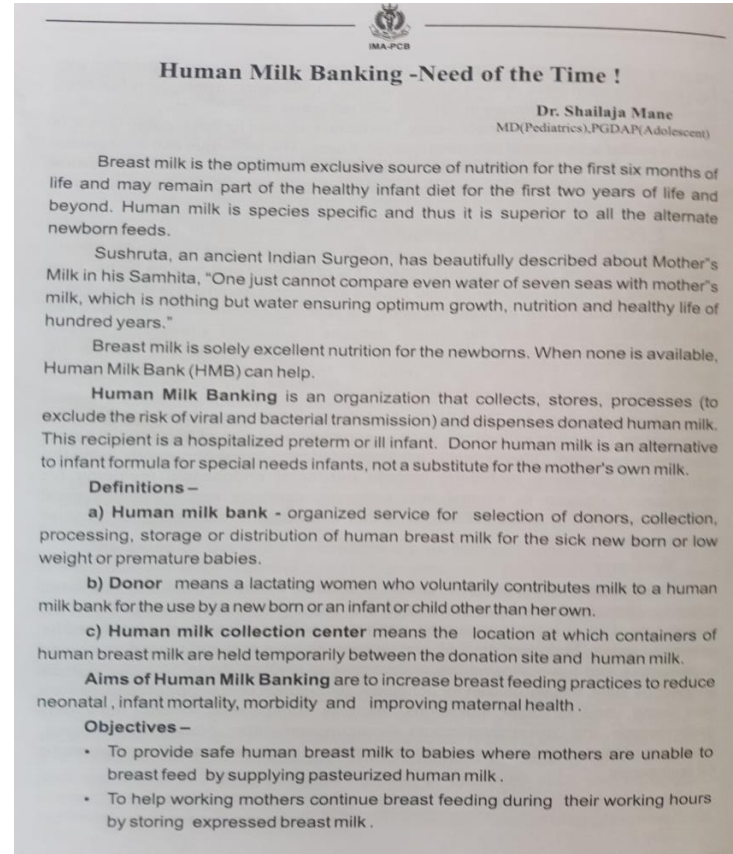 IMA-PCB
Human Milk Banking -Need of the Time !
Dr. Shailaja Mane
MD(Pediatrics),PGDAP(Adolescent)
Breast milk is the optimum exclusive source of nutrition for the first six months of
life and may remain part of the healthy infant diet for the first two years of life and
beyond. Human milk is species specific and thus it is superior to all the alternate
newborn feeds.
Sushruta, an ancient Indian Surgeon, has beautifully described about Mother"s
Milk in his Samhita, "One just cannot compare even water of seven seas with mother"s
milk, which is nothing but water ensuring optimum growth, nutrition and healthy life of
hundred years."
Breast milk is solely excellent nutrition for the newborns. When none is available,
Human Milk Bank (HMB) can help.
Human Milk Banking is an organization that collects, stores, processes (to
exclude the risk of viral and bacterial transmission) and dispenses donated human milk.
This recipient is a hospitalized preterm or ill infant. Donor human milk is an alternative
to infant formula for special needs infants, not a substitute for the mother's own milk.
Definitions –
a) Human milk bank - organized service for selection of donors, collection,
processing, storage or distribution of human breast milk for the sick new born or low
weight or premature babies.
b) Donor means a lactating women who voluntarily contributes milk to a human
milk bank for the use by a new born or an infant or child other than her own.
c) Human milk collection center means the location at which containers of
human breast milk are held temporarily between the donation site and human milk.
Aims of Human Milk Banking are to increase breast feeding practices to reduce
neonatal , infant mortality, morbidity and improving maternal health .
Objectives –
• To provide safe human breast milk to babies where mothers are unable to
breast feed by supplying pasteurized human milk .
• To help working mothers continue breast feeding during their working hours
by storing expressed breast milk .